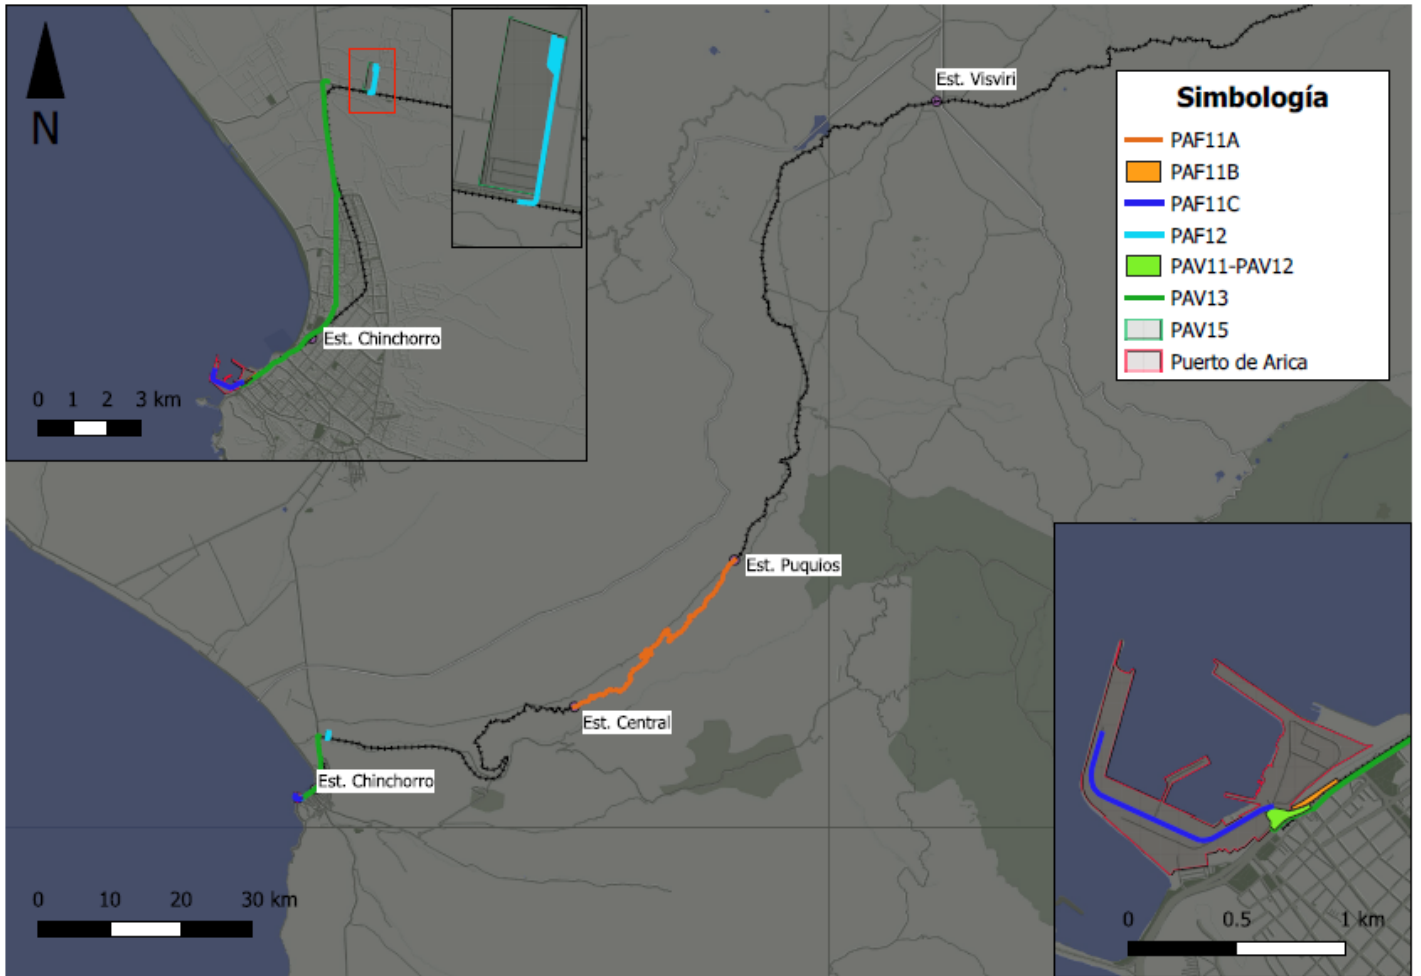 N
Est. Chinchorro
0 1 2 3 km
Est. Visviri
Simbología
PAF11A
PAF11B
PAF11C
PAF12
PAV11-PAV12
PAV13
PAV15
Puerto de Arica
Est. Puquios
Est. Central
Est. Chinchorro
0 10 20 30 km
0 0.5 1 km